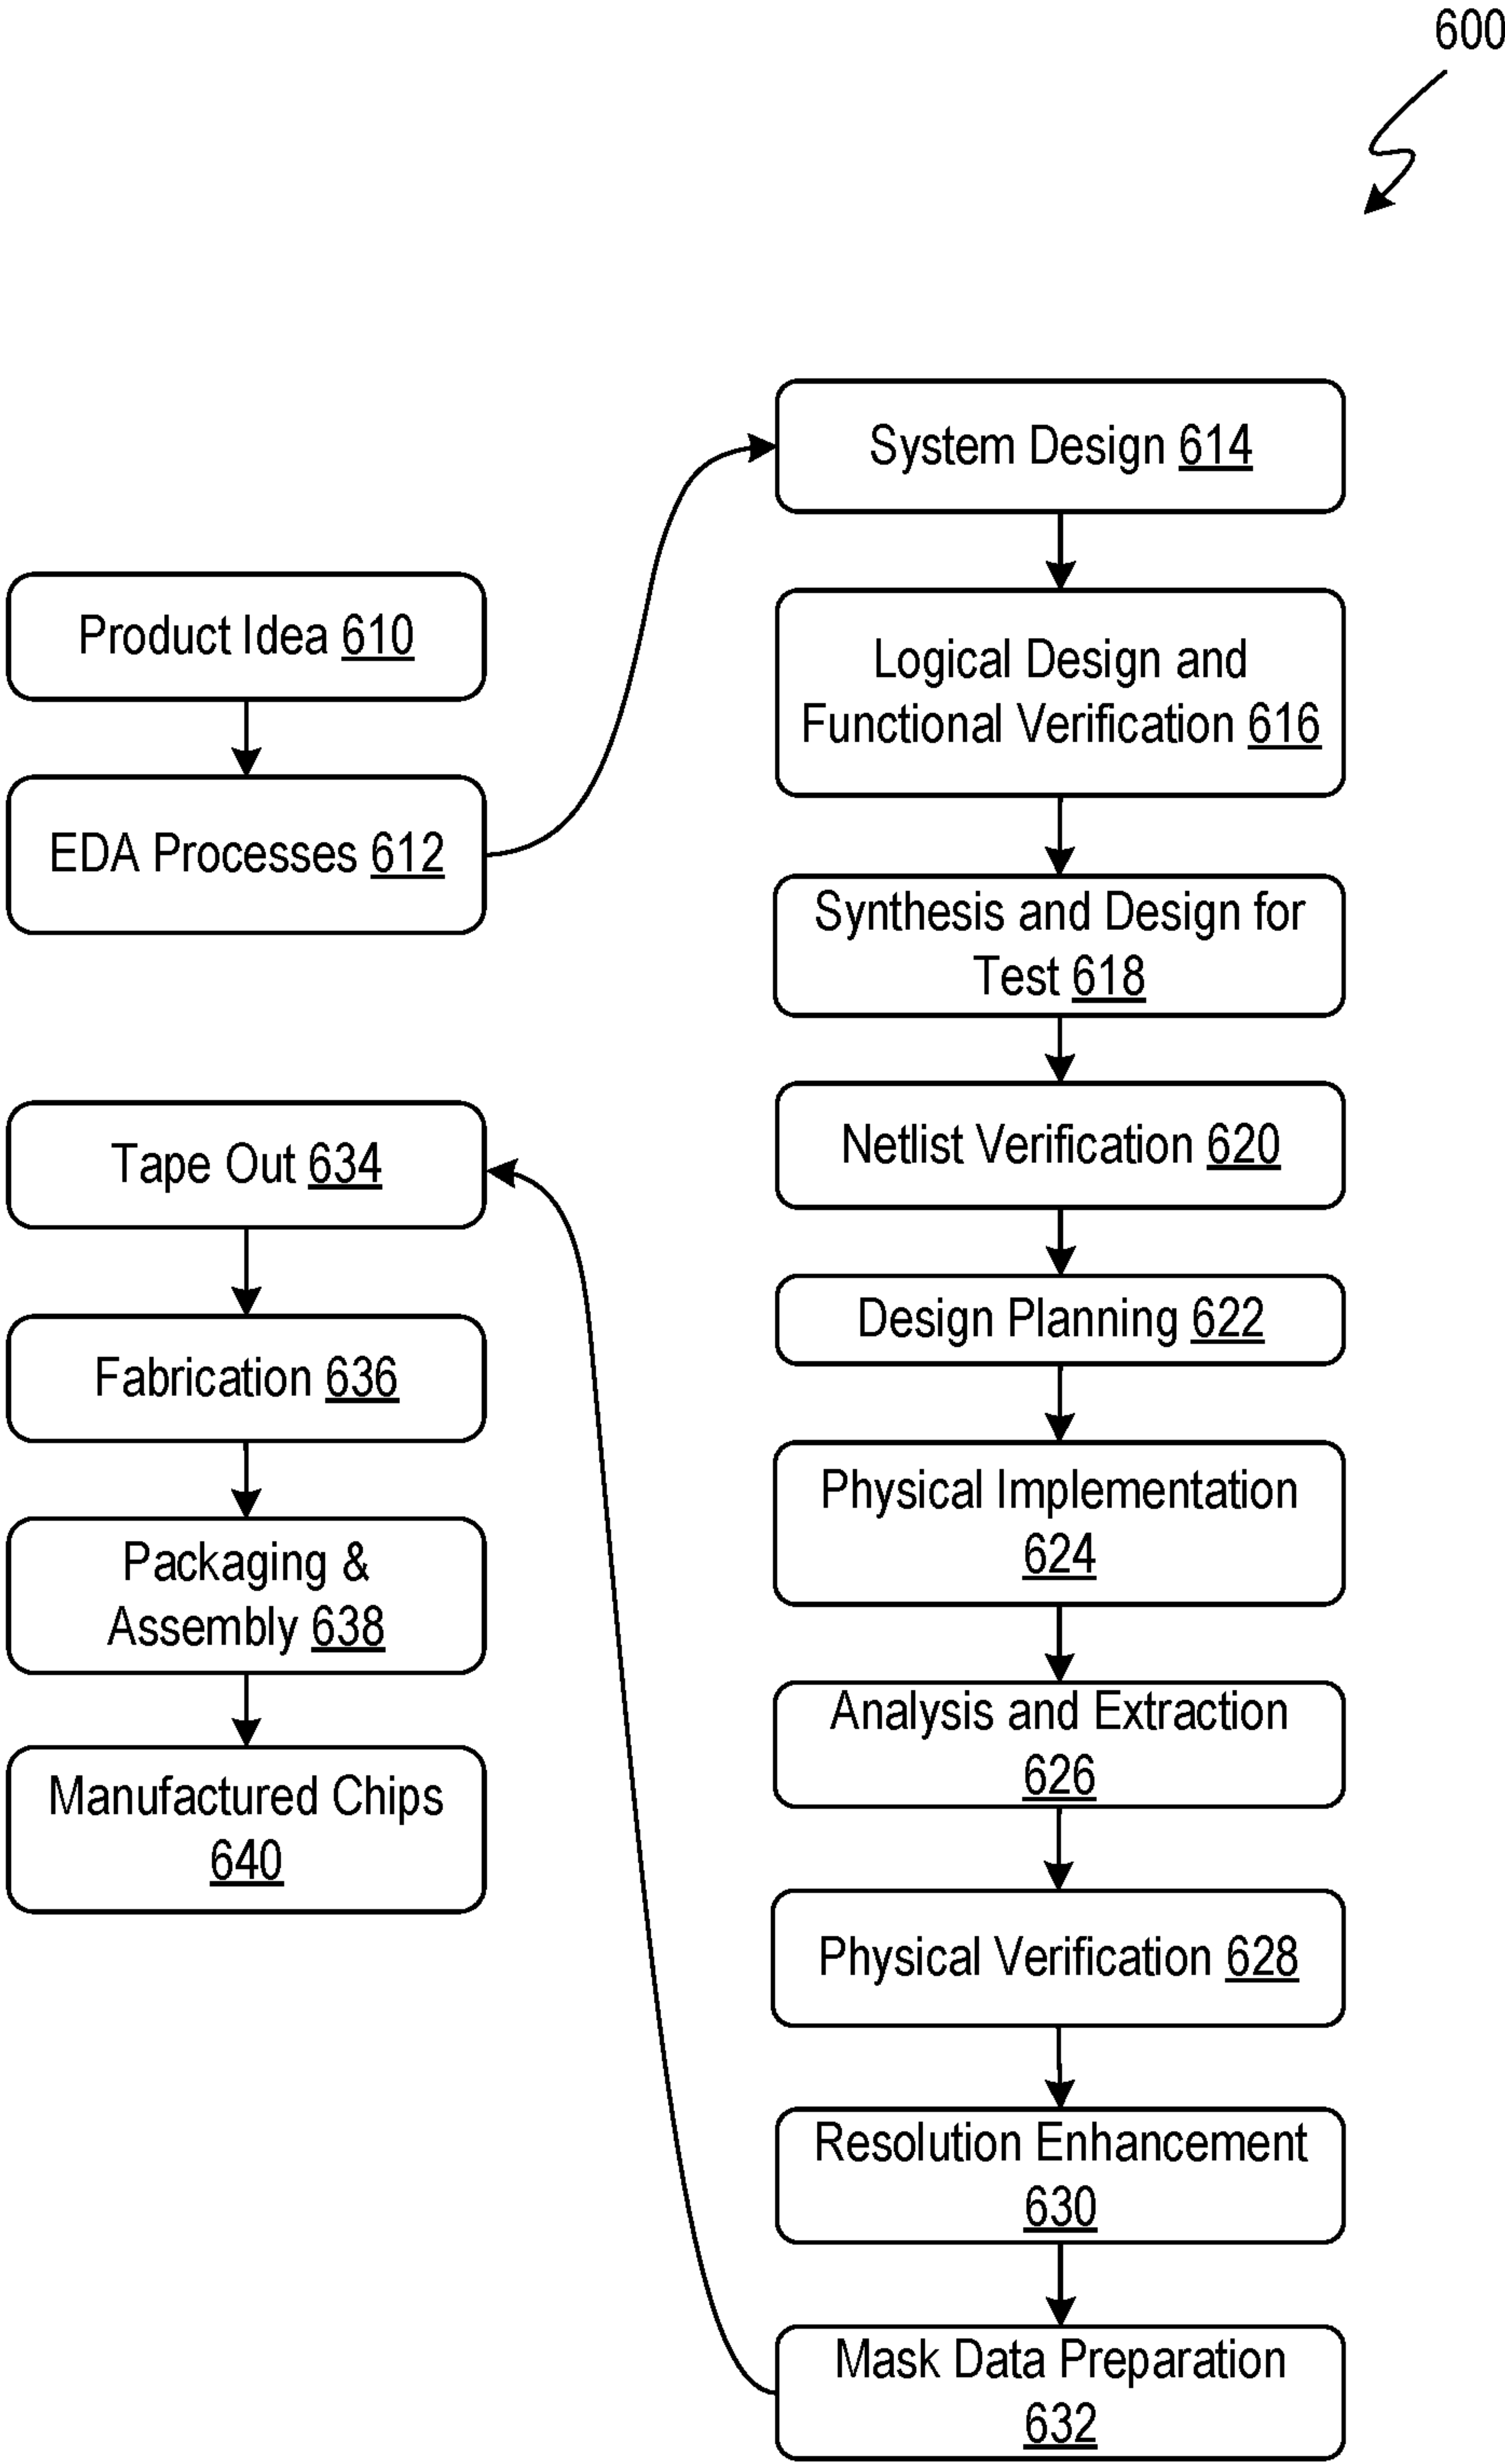 600
Product Idea 610
EDA Processes 612
System Design 614
Logical Design and
Functional Verification 616
Synthesis and Design for
Test 618
Netlist Verification 620
Design Planning 622
Physical Implementation
624
Analysis and Extraction
626
Physical Verification 628
Resolution Enhancement
630
Mask Data Preparation
632
Tape Out 634
Fabrication 636
Packaging &
Assembly 638
Manufactured Chips
640